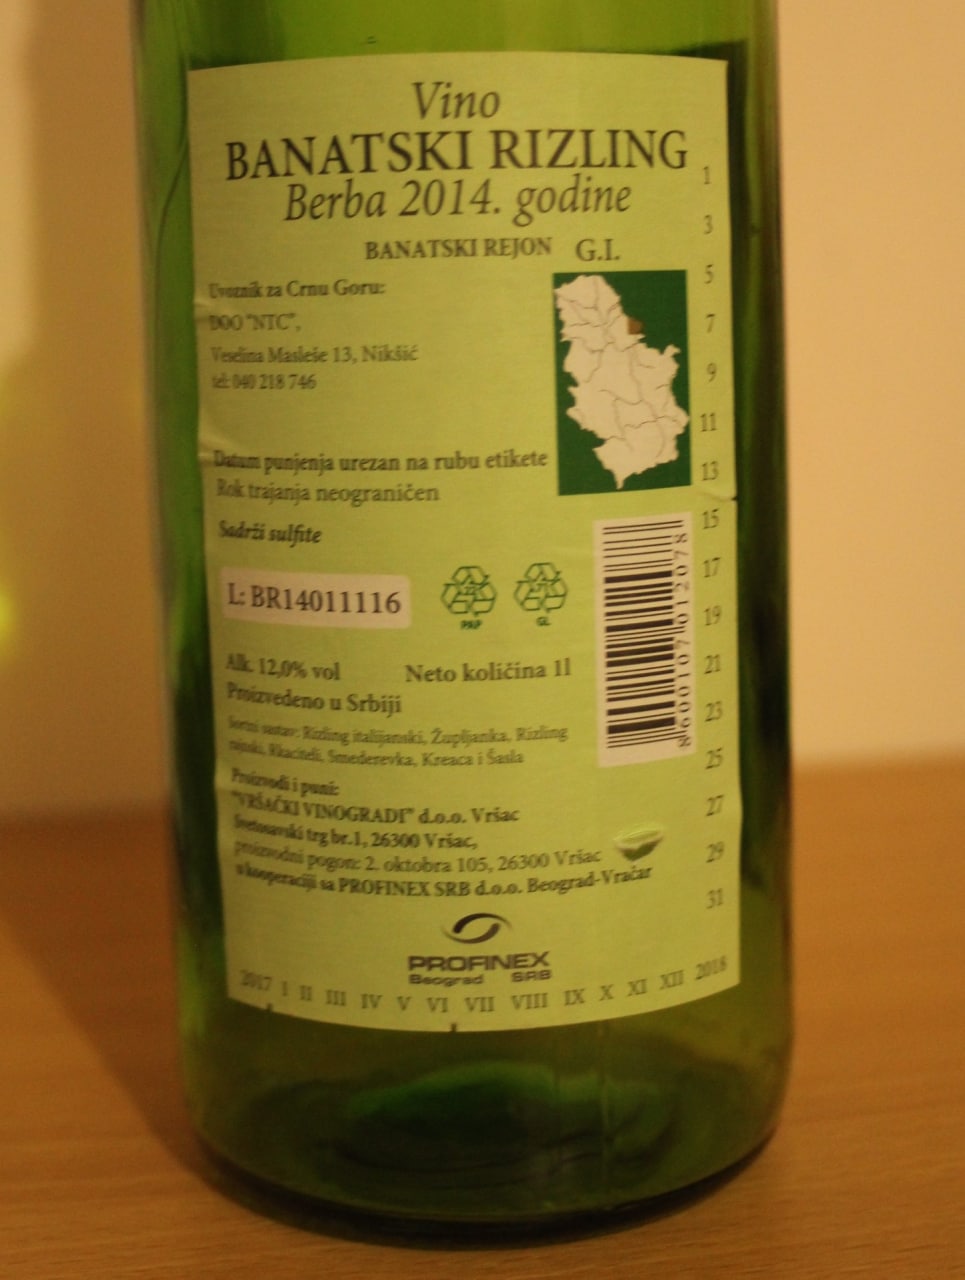 Vino
BANATSKI RIZLING
Berba 2014. godine
BANATSKI REJON G.I.
Uvoznik za Crnu Goru:
DOO "NTC",
Veselina Masleše 13, Nikšić
tel: 040 218 746
Datum punjenja urezan na rubu etikete
Rok trajanja neograničen
Sadrži sulfite
L: BR14011116
PAP
GL
Alk. 12,0% vol Neto količina 1l
Proizvedeno u Srbiji
Sortni sastav: Rizling italijanski, Župljanka, Rizling
rajnski, Rkaciteli, Smederevka, Kreaca i Šasla
Proizvodi i puni:
"VRŠAČKI VINOGRADI" d.o.o. Vršac
Svetosavski trg br.1, 26300 Vršac,
proizvodni pogon: 2. oktobra 105, 26300 Vršac
u kooperaciji sa PROFINEX SRB d.o.o. Beograd-Vračar
PROFINEX
Beograd SRB
2017 I II III IV V VI VII VIII IX X XI XII 2018
1
3
5
7
9
11
13
15
17
19
21
23
25
27
29
31
8600107012078